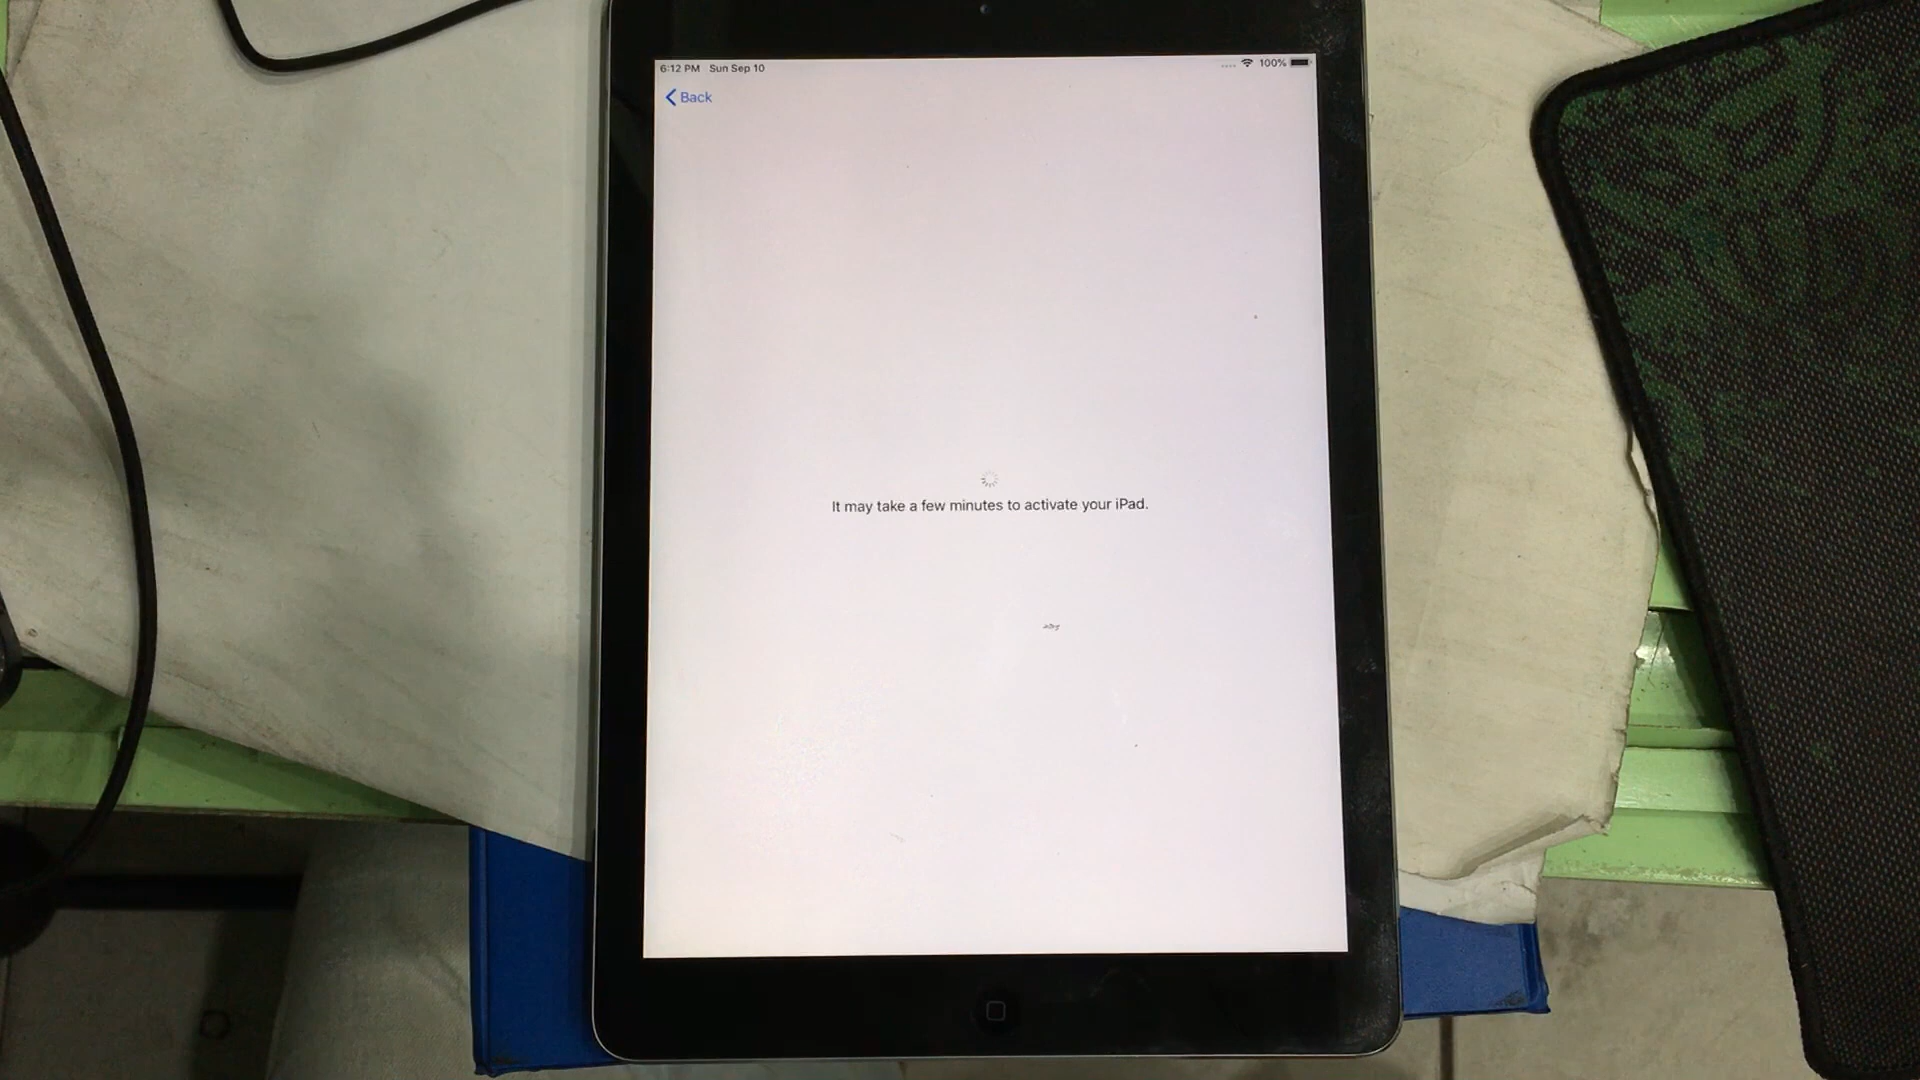 6:12 PM Sun Sep 10
100%
Back
It may take a few minutes to activate your iPad.